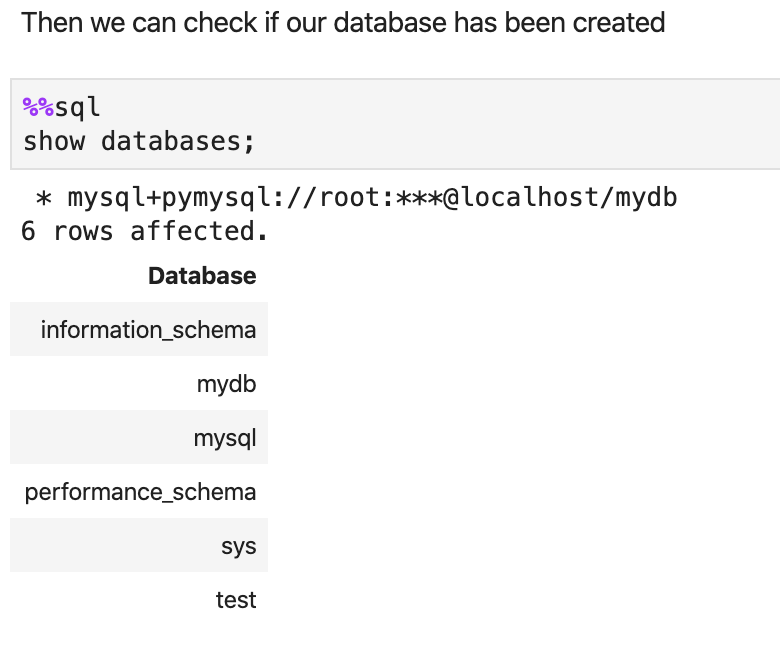 Then we can check if our database has been created
%%sql
show databases;
* mysql+pymysql://root:***@localhost/mydb
6 rows affected.
Database
information_schema
mydb
mysql
performance_schema
sys
test